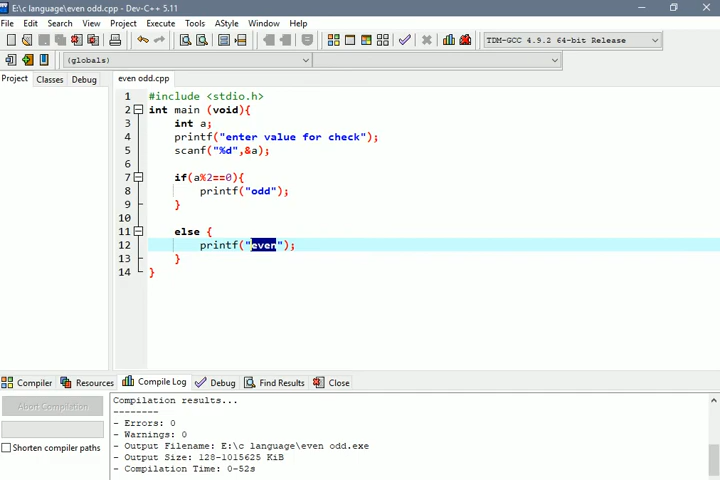 E:\c language\even odd.cpp - Dev-C++ 5.11
File Edit Search View Project Execute Tools AStyle Window Help
TDM-GCC 4.9.2 64-bit Release
(globals)
Project Classes Debug even odd.cpp
1 #include <stdio.h>
2 int main (void){
3 int a;
4 printf("enter value for check");
5 scanf("%d",&a);
6
7 if(a%2==0){
8 printf("odd");
9 }
10
11 else {
12 printf("even");
13 }
14 }
Compiler Resources Compile Log Debug Find Results Close
Abort Compilation
Shorten compiler paths
Compilation results...
--------
- Errors: 0
- Warnings: 0
- Output Filename: E:\c language\even odd.exe
- Output Size: 128-1015625 KiB
- Compilation Time: 0-52s